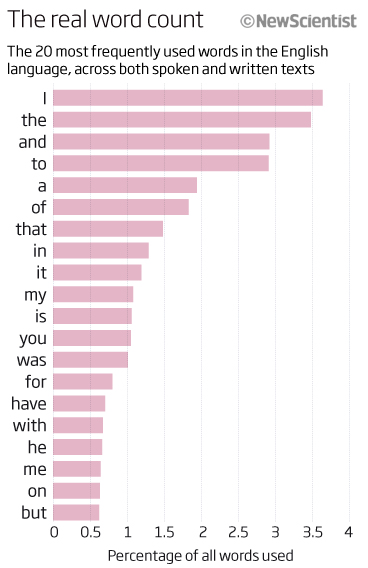 The real word count ©NewScientist
The 20 most frequently used words in the English
language, across both spoken and written texts
I
the
and
to
a
of
that
in
it
my
is
you
was
for
have
with
he
me
on
but
0 0.5 1 1.5 2 2.5 3 3.5 4
Percentage of all words used